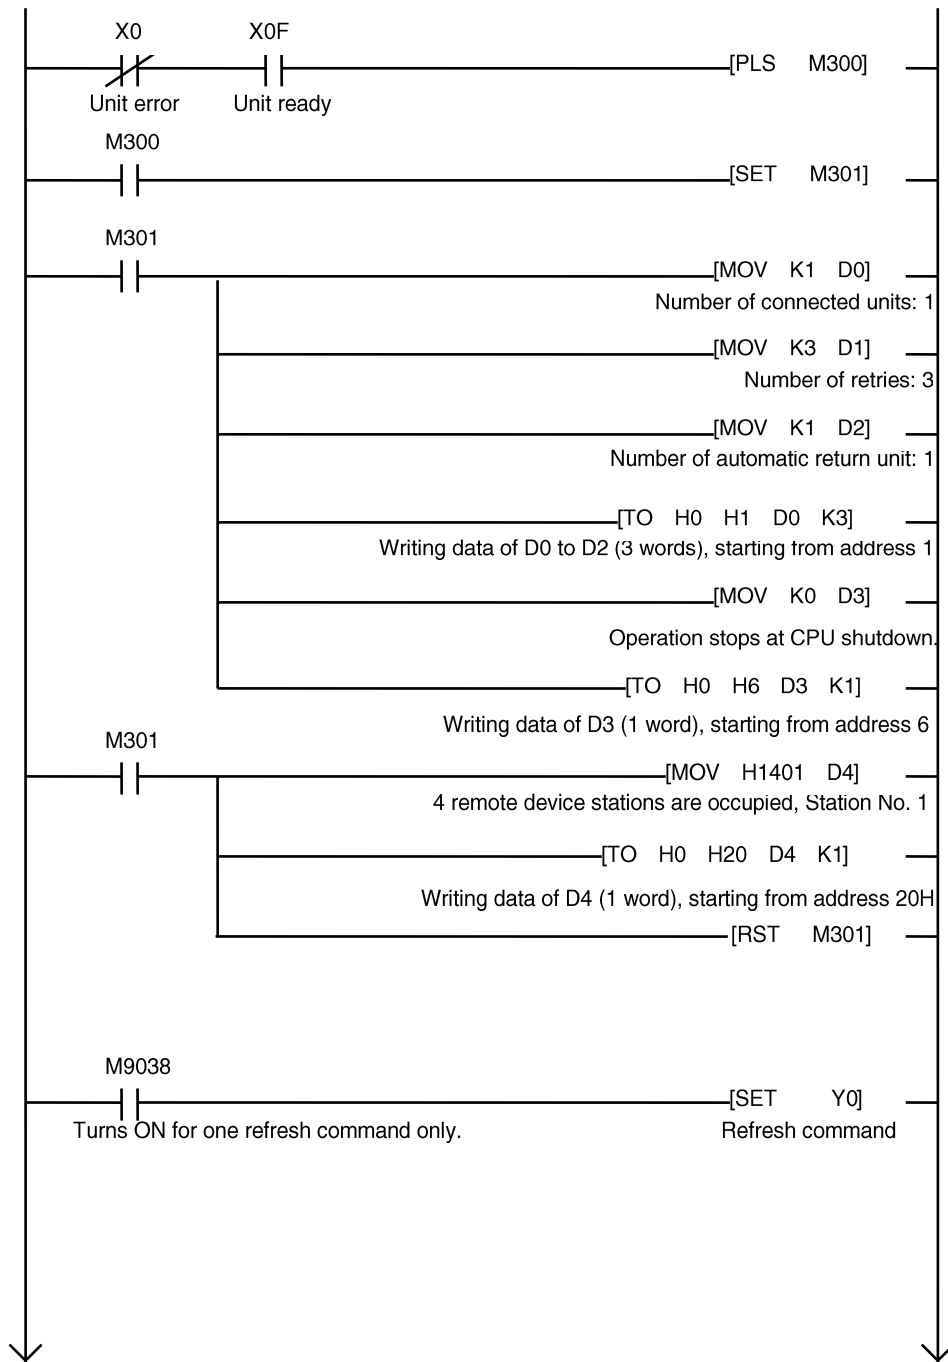 X0 X0F
[PLS M300]
Unit error Unit ready
M300
[SET M301]
M301
[MOV K1 D0]
Number of connected units: 1
[MOV K3 D1]
Number of retries: 3
[MOV K1 D2]
Number of automatic return unit: 1
[TO H0 H1 D0 K3]
Writing data of D0 to D2 (3 words), starting from address 1
[MOV K0 D3]
Operation stops at CPU shutdown.
[TO H0 H6 D3 K1]
Writing data of D3 (1 word), starting from address 6
M301
[MOV H1401 D4]
4 remote device stations are occupied, Station No. 1
[TO H0 H20 D4 K1]
Writing data of D4 (1 word), starting from address 20H
[RST M301]
M9038
[SET Y0]
Turns ON for one refresh command only. Refresh command